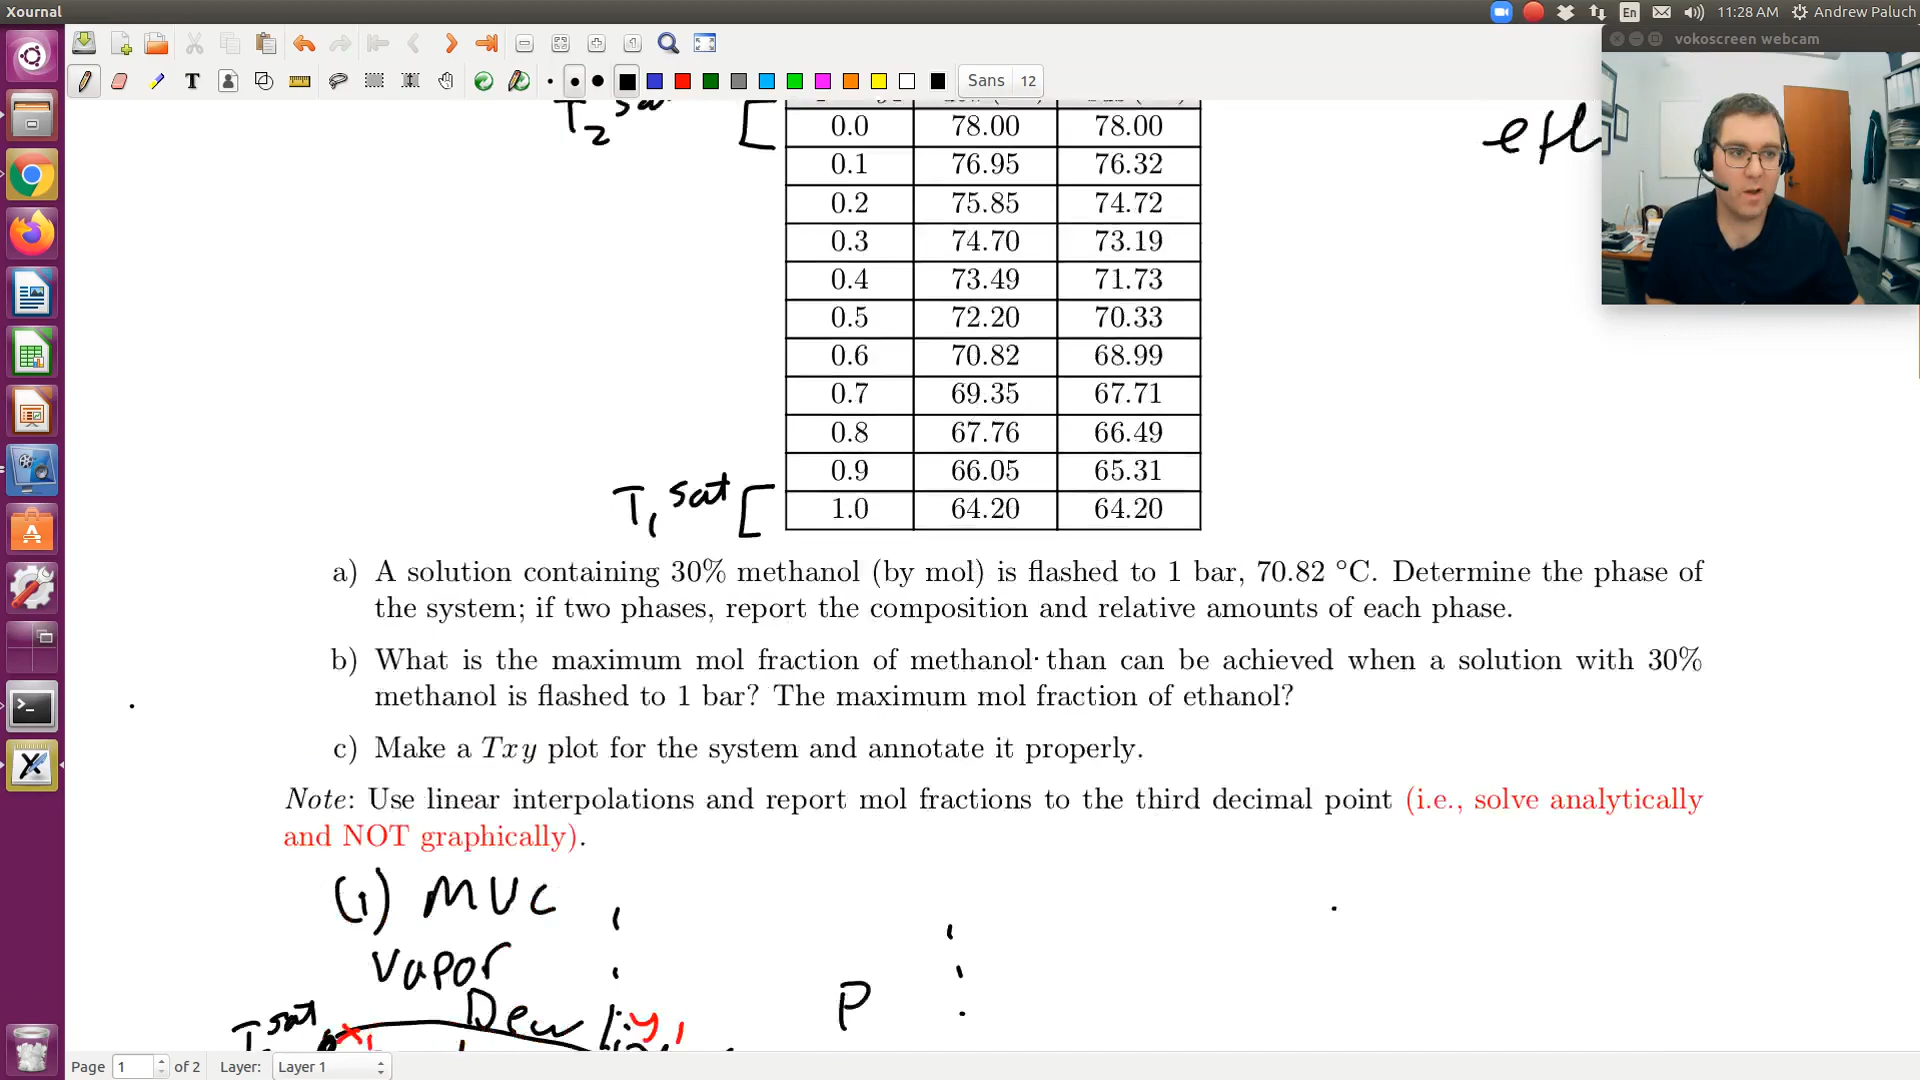 Xournal
En
11:28 AM
Andrew Paluch
vokoscreen webcam
Sans 12
T2 sat
0.0 78.00 78.00
0.1 76.95 76.32
0.2 75.85 74.72
0.3 74.70 73.19
0.4 73.49 71.73
0.5 72.20 70.33
0.6 70.82 68.99
0.7 69.35 67.71
0.8 67.76 66.49
0.9 66.05 65.31
1.0 64.20 64.20
T1 sat
a) A solution containing 30% methanol (by mol) is flashed to 1 bar, 70.82 °C. Determine the phase of
the system; if two phases, report the composition and relative amounts of each phase.
b) What is the maximum mol fraction of methanol than can be achieved when a solution with 30%
methanol is flashed to 1 bar? The maximum mol fraction of ethanol?
c) Make a Txy plot for the system and annotate it properly.
Note: Use linear interpolations and report mol fractions to the third decimal point (i.e., solve analytically
and NOT graphically).
(1) MVC
vapor
Dew
P
sat
x1
y1
Page 1 of 2 Layer: Layer 1